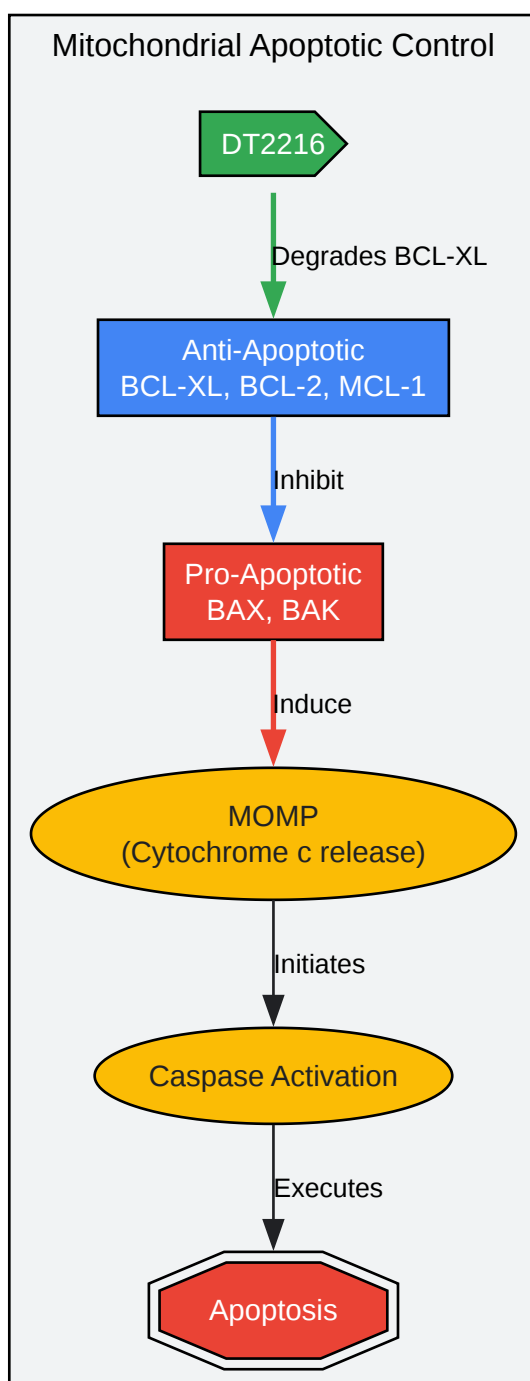 Mitochondrial Apoptotic Control
DT2216
Degrades BCL-XL
Anti-Apoptotic
BCL-XL, BCL-2, MCL-1
Inhibit
Pro-Apoptotic
BAX, BAK
Induce
MOMP
(Cytochrome c release)
Initiates
Caspase Activation
Executes
Apoptosis